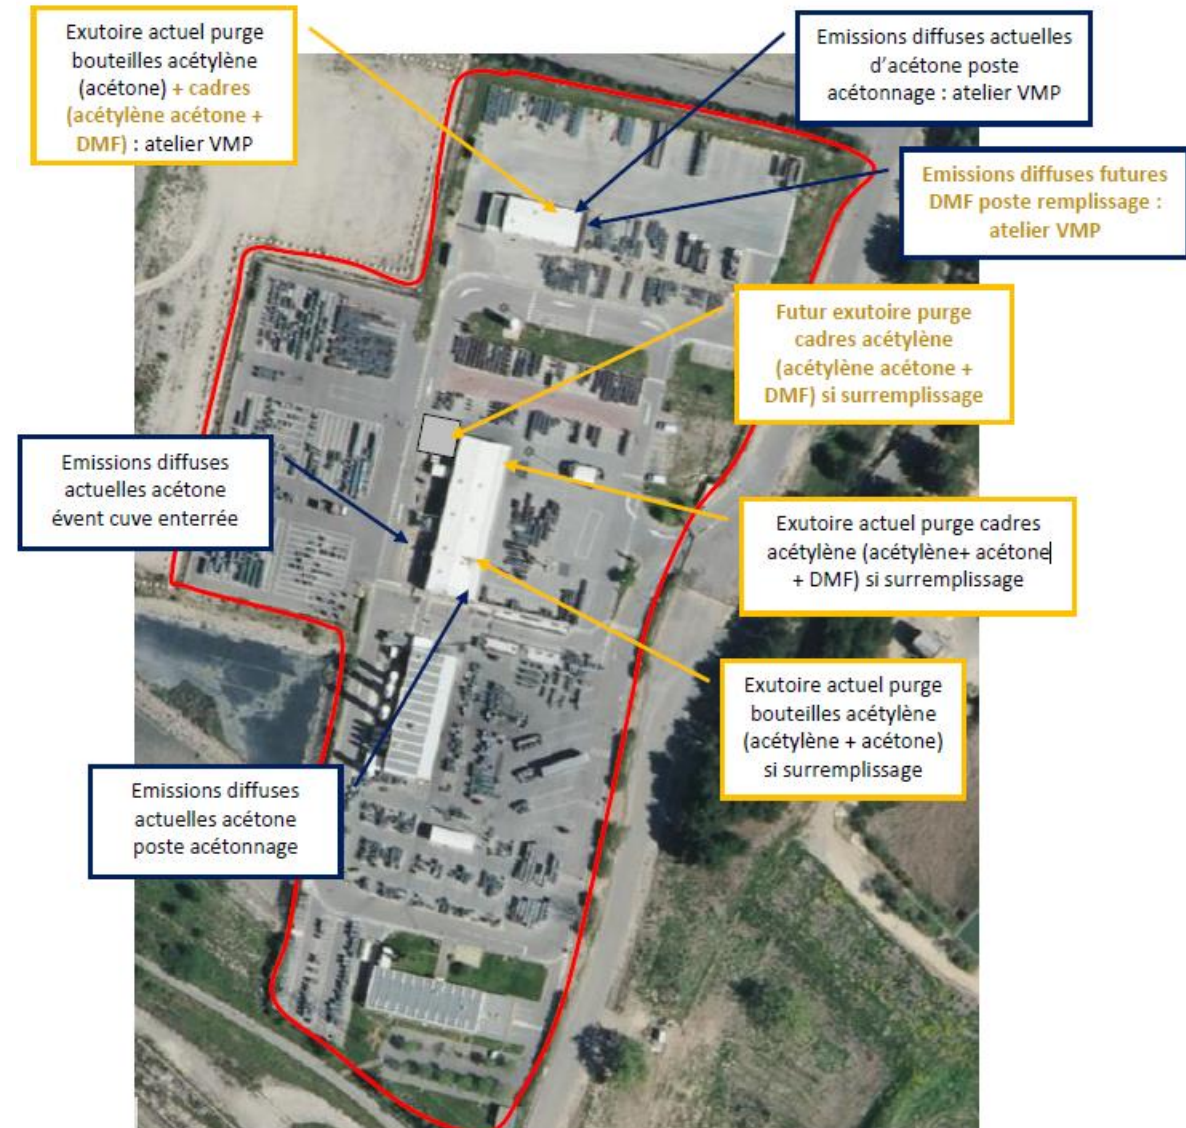 Exutoire actuel purge
bouteilles acétylène
(acétone) + cadres
(acétylène acétone +
DMF) : atelier VMP
Emissions diffuses actuelles
d'acétone poste
acétonnage : atelier VMP
Emissions diffuses futures
DMF poste remplissage :
atelier VMP
Futur exutoire purge
cadres acétylène
(acétylène acétone +
DMF) si surremplissage
Emissions diffuses
actuelles acétone
évent cuve enterrée
Exutoire actuel purge cadres
acétylène (acétylène+ acétone
+ DMF) si surremplissage
Exutoire actuel purge
bouteilles acétylène
(acétylène + acétone)
si surremplissage
Emissions diffuses
actuelles acétone
poste acétonnage